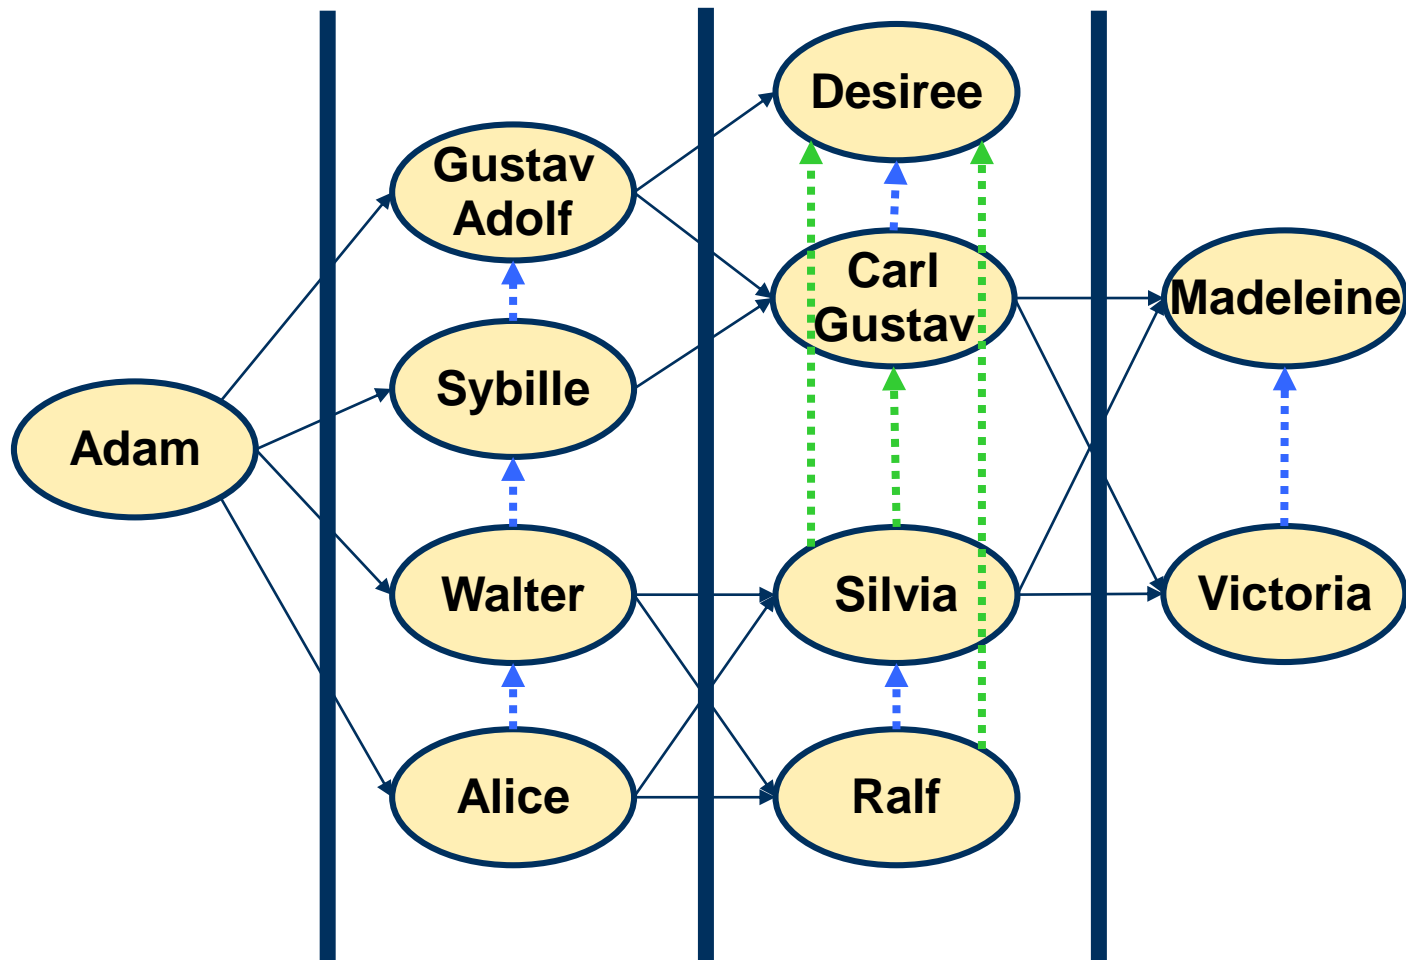 Adam
Gustav
Adolf
Sybille
Walter
Alice
Desiree
Carl
Gustav
Silvia
Ralf
Madeleine
Victoria